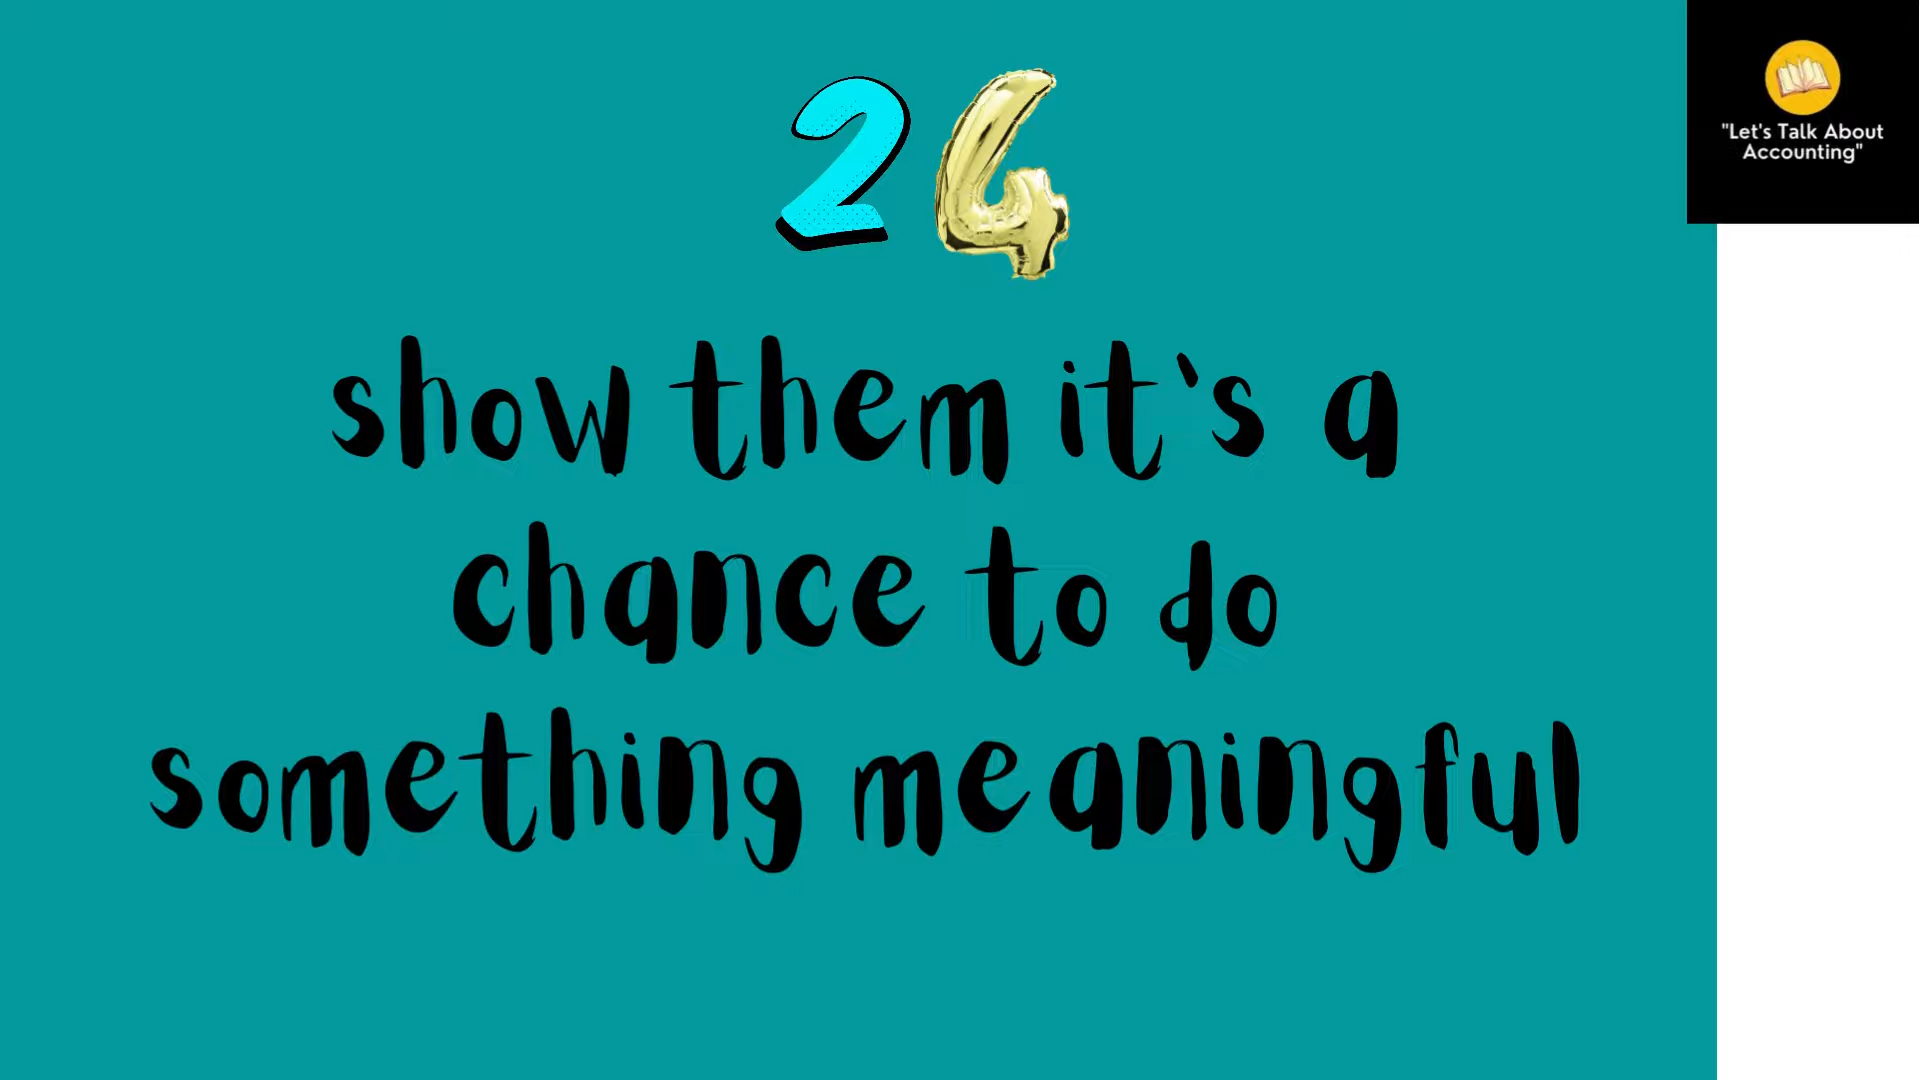 24
show them it's a
chance to do
something meaningful
"Let's Talk About
Accounting"